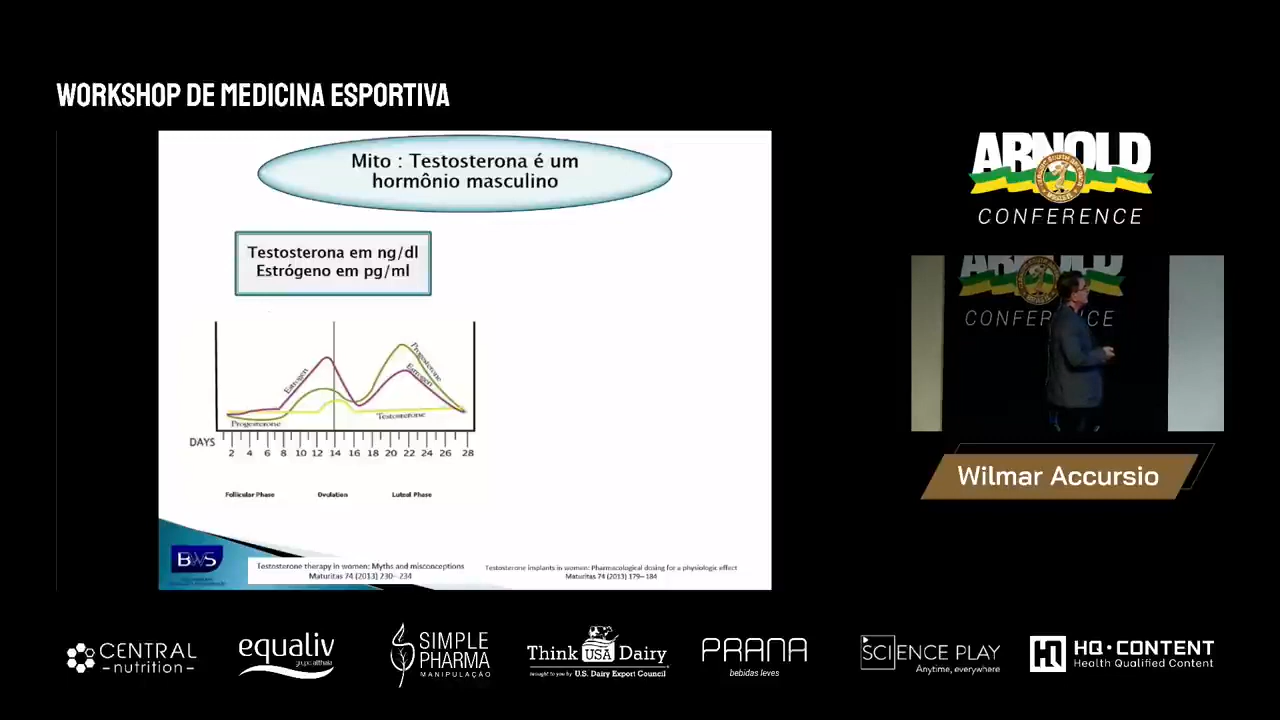 WORKSHOP DE MEDICINA ESPORTIVA
Mito : Testosterona é um
hormônio masculino
Testosterona em ng/dl
Estrógeno em pg/ml
Estrogen
Progesterone
Estrogen
Progesterone
Testosterone
DAYS
2 4 6 8 10 12 14 16 18 20 22 24 26 28
Follicular Phase
Ovulation
Luteal Phase
BWS
Testosterone therapy in women: Myths and misconceptions
Maturitas 74 (2013) 230–234
Testosterone implants in women: Pharmacological dosing for a physiologic effect
Maturitas 74 (2013) 179–184
ARNOLD
CONFERENCE
ARNOLD
CONFERENCE
Wilmar Accursio
CENTRAL
nutrition
equaliv
grupo althaia
SIMPLE
PHARMA
MANIPULAÇÃO
Think USA Dairy
brought to you by U.S. Dairy Export Council
PRANA
bebidas leves
SCIENCE PLAY
Anytime, everywhere
HQ·CONTENT
Health Qualified Content